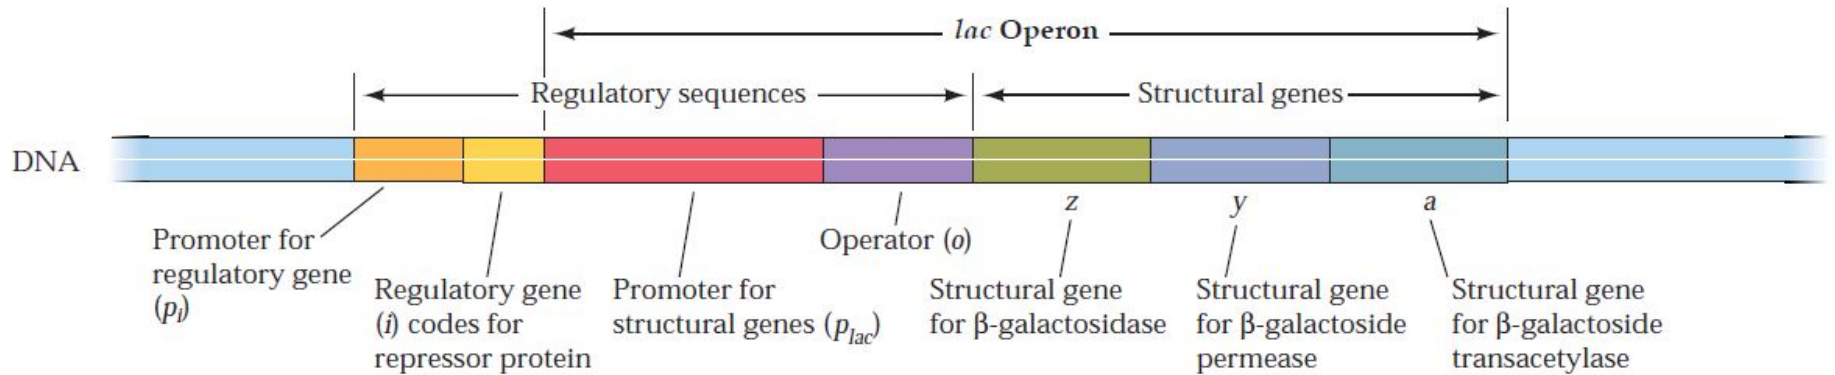 lac Operon
Regulatory sequences
Structural genes
DNA
z
y
a
Promoter for
regulatory gene
(pi)
Regulatory gene
(i) codes for
repressor protein
Promoter for
structural genes (plac)
Operator (o)
Structural gene
for β-galactosidase
Structural gene
for β-galactoside
permease
Structural gene
for β-galactoside
transacetylase